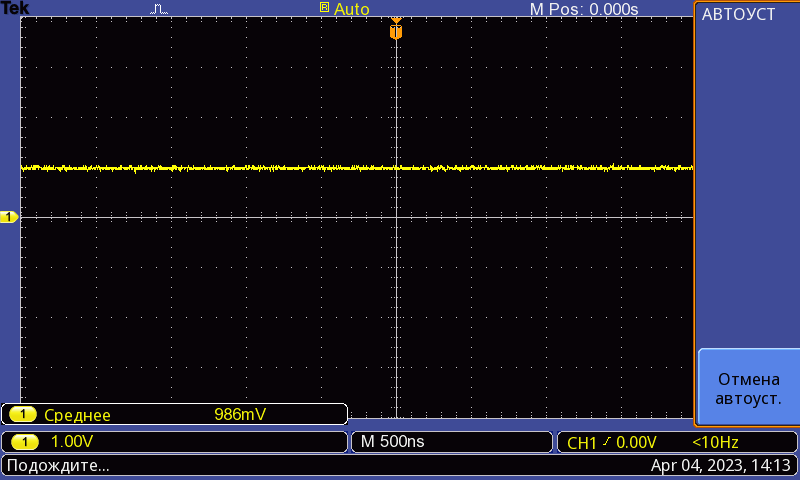 Tek
R Auto
M Pos: 0.000s
АВТОУСТ
T
1
Отмена
автоуст.
1 Среднее 986mV
1 1.00V
M 500ns
CH1 0.00V <10Hz
Подождите...
Apr 04, 2023, 14:13